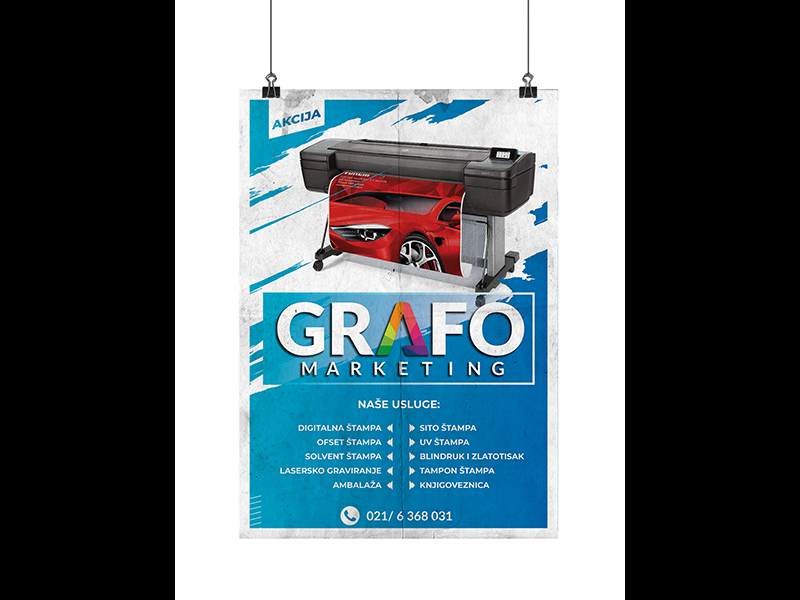 AKCIJA
GRAFO
MARKETING
NAŠE USLUGE:
DIGITALNA ŠTAMPA
OFSET ŠTAMPA
SOLVENT ŠTAMPA
LASERSKO GRAVIRANJE
AMBALAŽA
SITO ŠTAMPA
UV ŠTAMPA
BLINDRUK I ZLATOTISAK
TAMPON ŠTAMPA
KNJIGOVEZNICA
021/ 6 368 031